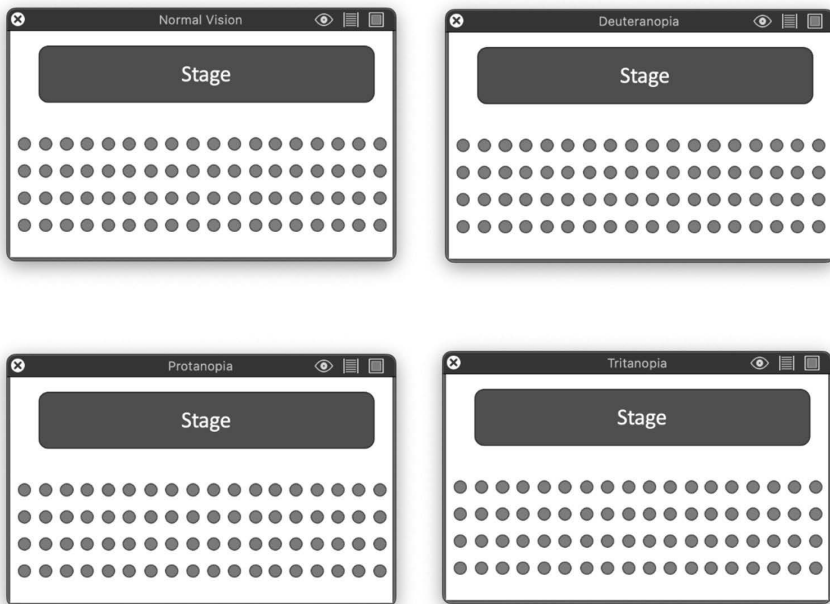 Normal Vision
Stage
Deuteranopia
Stage
Protanopia
Stage
Tritanopia
Stage